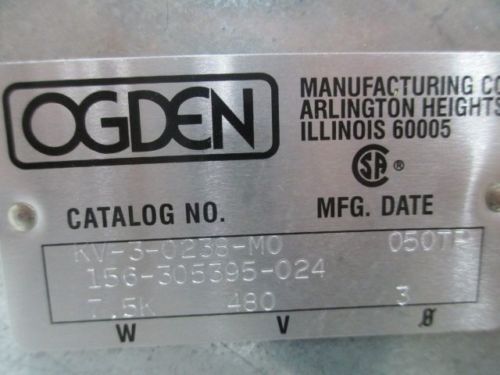 OGDEN
MANUFACTURING CO
ARLINGTON HEIGHTS
ILLINOIS 60005
CSA ®
CATALOG NO. MFG. DATE
KV-3-0238-MO
156-305395-024
7.5K 480 3
W V ø